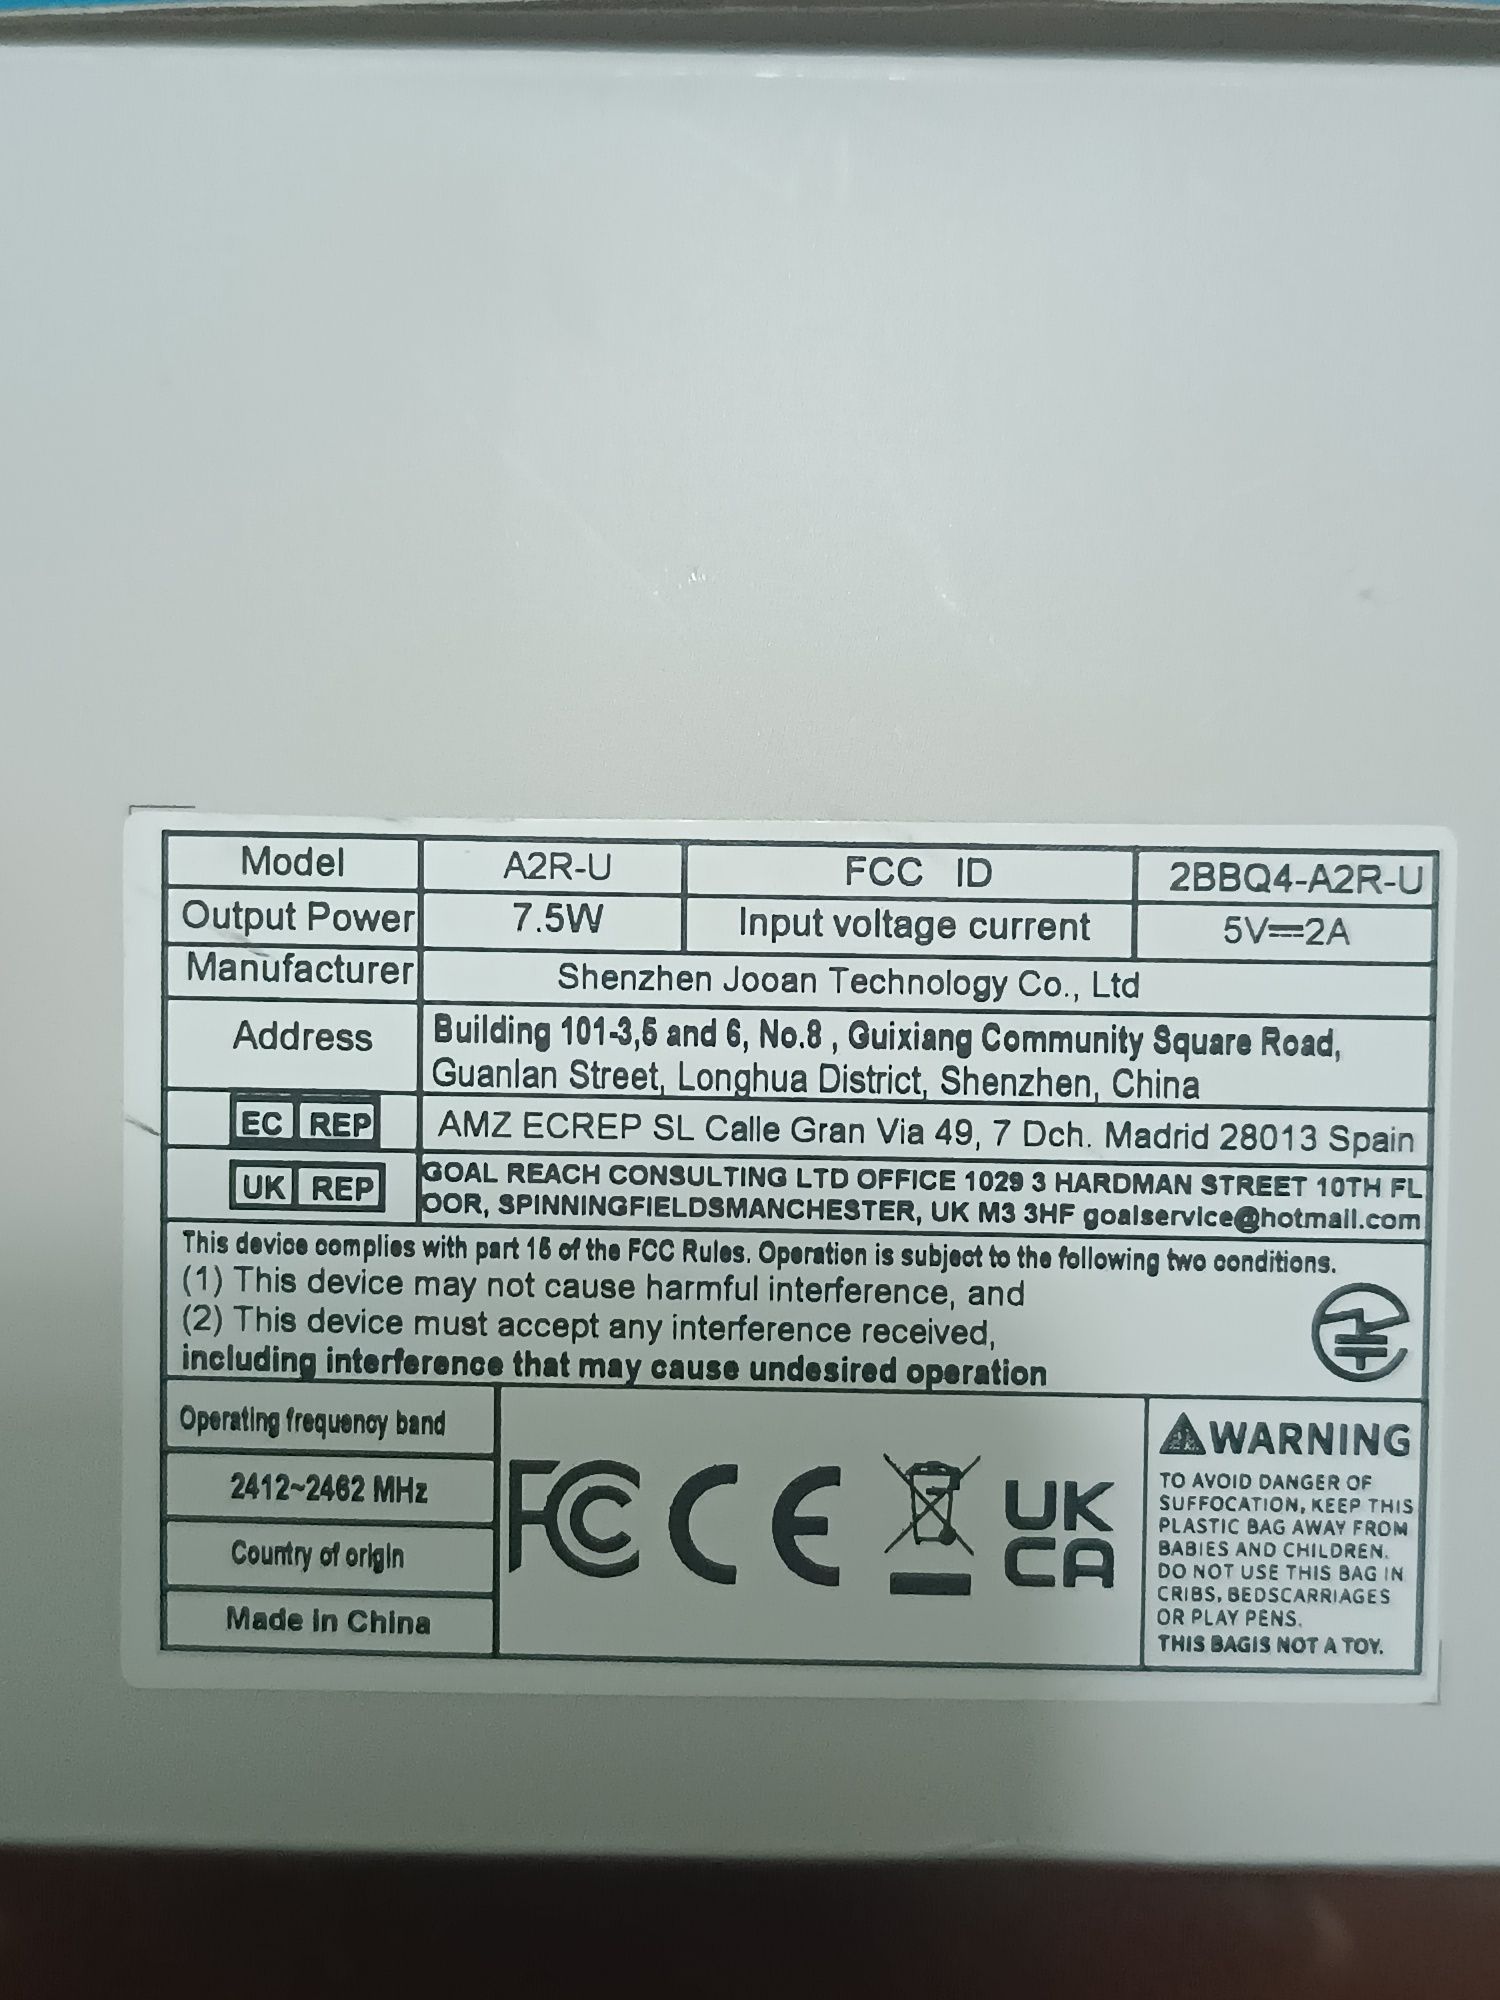 Model A2R-U FCC ID 2BBQ4-A2R-U
Output Power 7.5W Input voltage current 5V⎓2A
Manufacturer Shenzhen Jooan Technology Co., Ltd
Address Building 101-3,5 and 6, No.8 , Guixiang Community Square Road,
Guanlan Street, Longhua District, Shenzhen, China
EC REP AMZ ECREP SL Calle Gran Via 49, 7 Dch. Madrid 28013 Spain
UK REP GOAL REACH CONSULTING LTD OFFICE 1029 3 HARDMAN STREET 10TH FL
OOR, SPINNINGFIELDSMANCHESTER, UK M3 3HF goalservice@hotmail.com
This device complies with part 15 of the FCC Rules. Operation is subject to the following two conditions.
(1) This device may not cause harmful interference, and
(2) This device must accept any interference received,
including interference that may cause undesired operation
Operating frequency band
2412~2462 MHz
Country of origin
Made in China
FC CE UK
CA
WARNING
TO AVOID DANGER OF
SUFFOCATION, KEEP THIS
PLASTIC BAG AWAY FROM
BABIES AND CHILDREN.
DO NOT USE THIS BAG IN
CRIBS, BEDSCARRIAGES
OR PLAY PENS.
THIS BAGIS NOT A TOY.